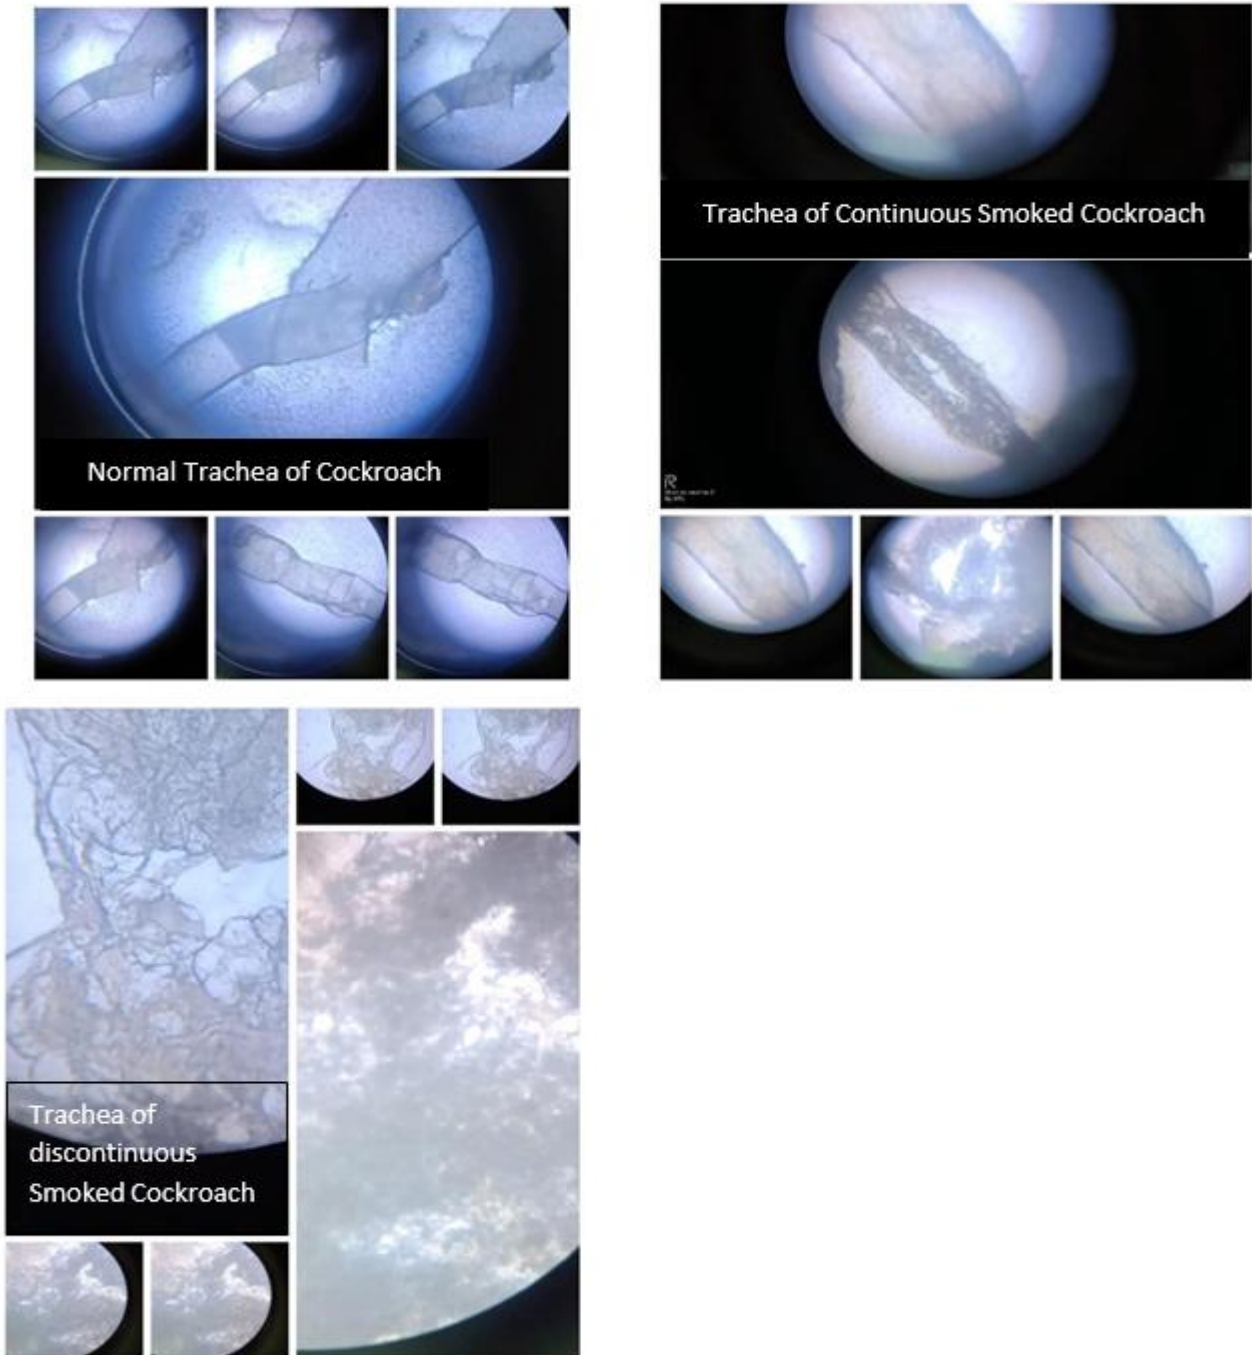 Normal Trachea of Cockroach
Trachea of Continuous Smoked Cockroach
Trachea of
discontinuous
Smoked Cockroach